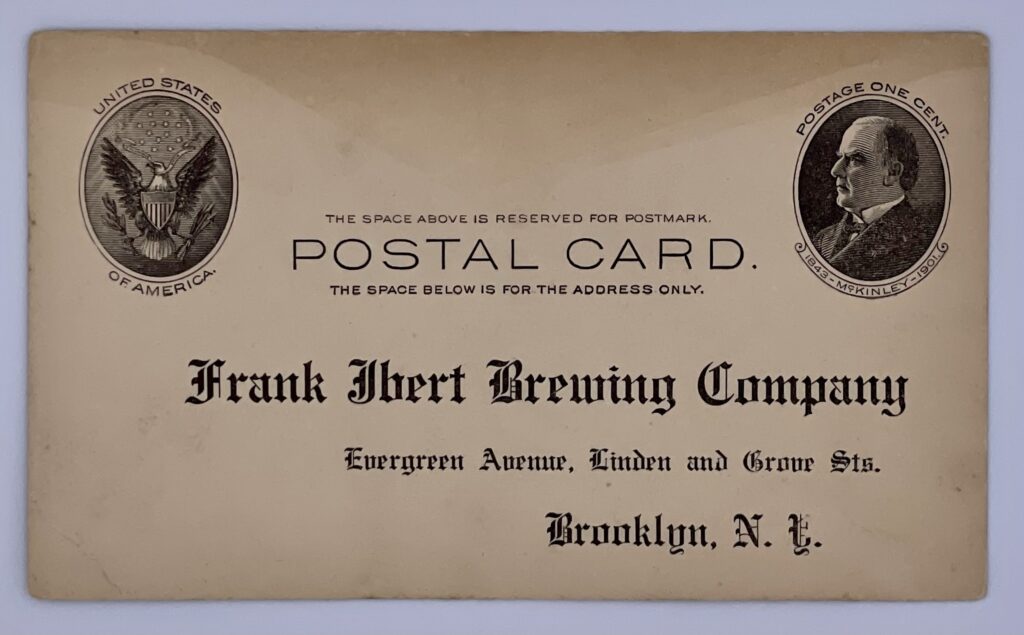 UNITED STATES
OF AMERICA.
POSTAGE ONE CENT.
1843 - McKINLEY - 1901.
THE SPACE ABOVE IS RESERVED FOR POSTMARK.
POSTAL CARD.
THE SPACE BELOW IS FOR THE ADDRESS ONLY.
Frank Ibert Brewing Company
Evergreen Avenue, Linden and Grove Sts.
Brooklyn, N. Y.